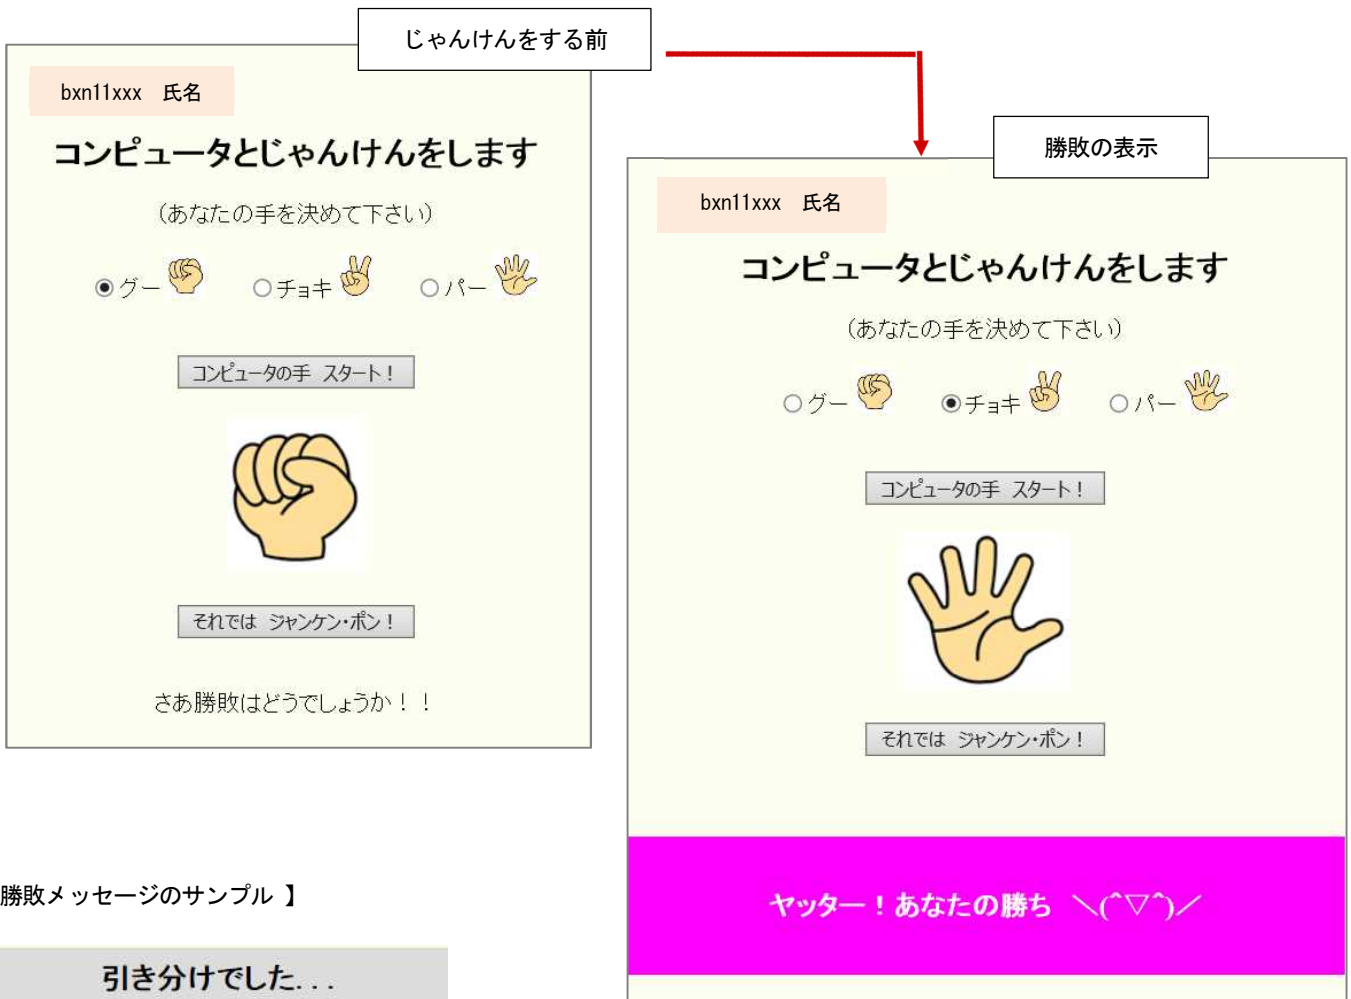 じゃんけんをする前
bxn11xxx 氏名
コンピュータとじゃんけんをします
(あなたの手を決めて下さい)
グー チョキ パー
コンピュータの手 スタート!
それでは ジャンケン・ポン!
さあ勝敗はどうでしょうか!!
勝敗の表示
bxn11xxx 氏名
コンピュータとじゃんけんをします
(あなたの手を決めて下さい)
グー チョキ パー
コンピュータの手 スタート!
それでは ジャンケン・ポン!
ヤッター!あなたの勝ち \(^▽^)/
勝敗メッセージのサンプル 】
引き分けでした...